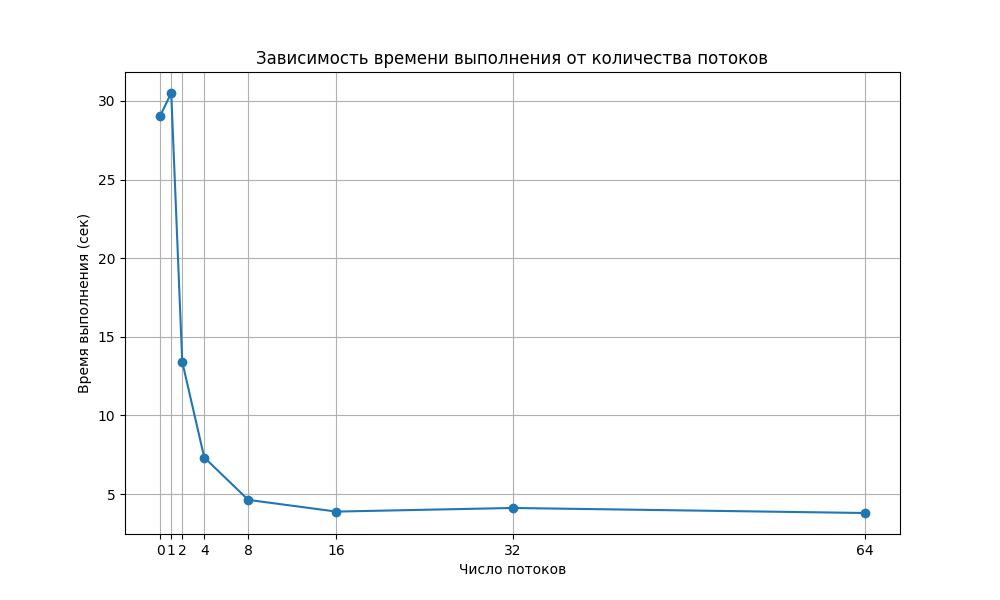 Зависимость времени выполнения от количества потоков
Время выполнения (сек)
30
25
20
15
10
5
0 1 2 4 8 16 32 64
Число потоков